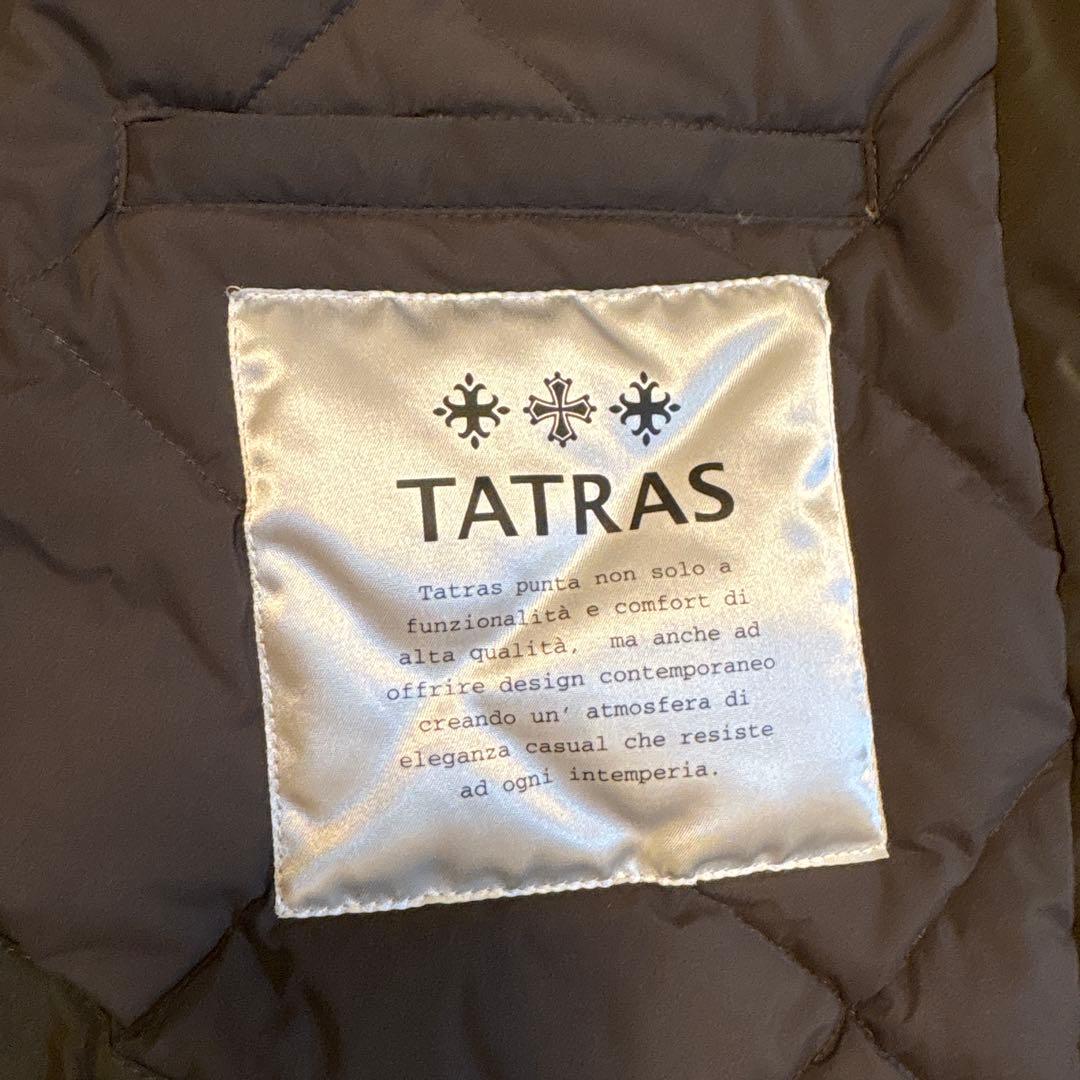 TATRAS
Tatras punta non solo a
funzionalità e comfort di
alta qualità, ma anche ad
offrire design contemporaneo
creando un’ atmosfera di
eleganza casual che resiste
ad ogni intemperia.